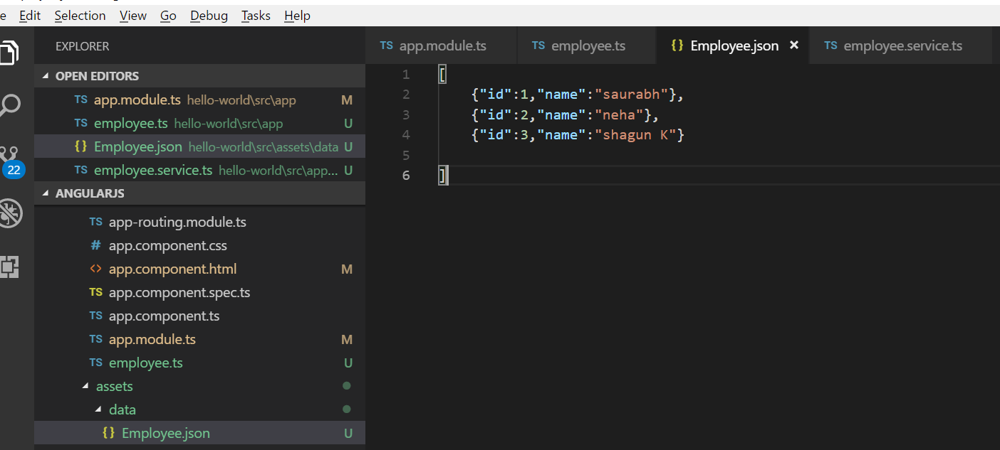 e Edit Selection View Go Debug Tasks Help
EXPLORER
OPEN EDITORS
TS app.module.ts hello-world\src\app M
TS employee.ts hello-world\src\app U
{} Employee.json hello-world\src\assets\data U
TS employee.service.ts hello-world\src\app... U
22
ANGULARJS
TS app-routing.module.ts
# app.component.css
<> app.component.html M
TS app.component.spec.ts
TS app.component.ts
TS app.module.ts M
TS employee.ts U
assets
data
{} Employee.json U
TS app.module.ts TS employee.ts {} Employee.json × TS employee.service.ts
1 [
2 {"id":1,"name":"saurabh"},
3 {"id":2,"name":"neha"},
4 {"id":3,"name":"shagun K"}
5
6 ]